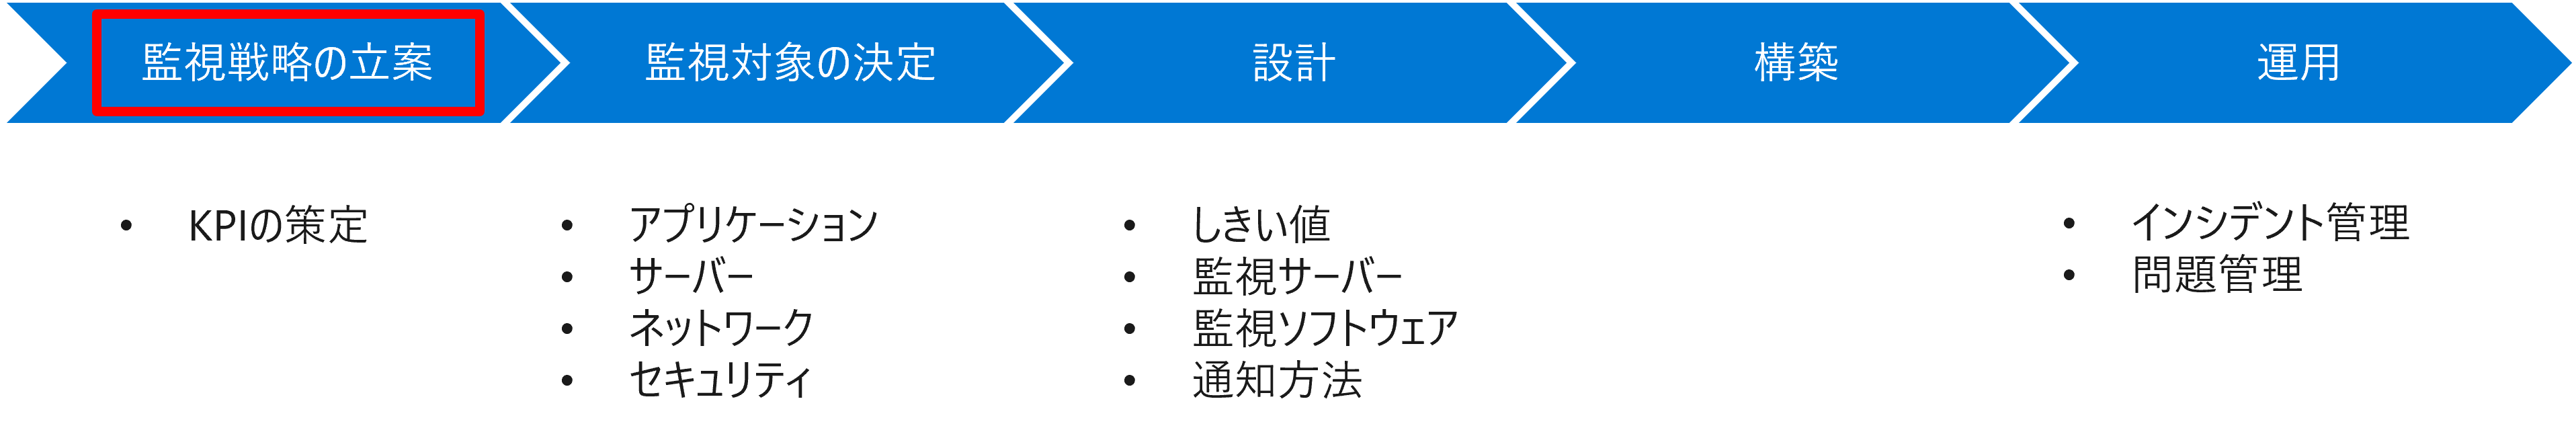 監視戦略の立案
監視対象の決定
設計
構築
運用
• KPIの策定
• アプリケーション
• サーバー
• ネットワーク
• セキュリティ
• しきい値
• 監視サーバー
• 監視ソフトウェア
• 通知方法
• インシデント管理
• 問題管理